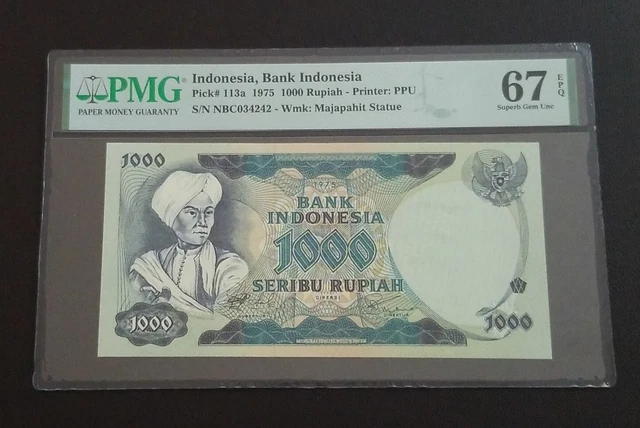 PMG
PAPER MONEY GUARANTY
Indonesia, Bank Indonesia
Pick# 113a 1975 1000 Rupiah - Printer: PPU
S/N NBC034242 - Wmk: Majapahit Statue
67 EPQ
Superb Gem Unc
1000
1975
BANK
INDONESIA
1000
SERIBU RUPIAH
DIREKSI
1000
1000